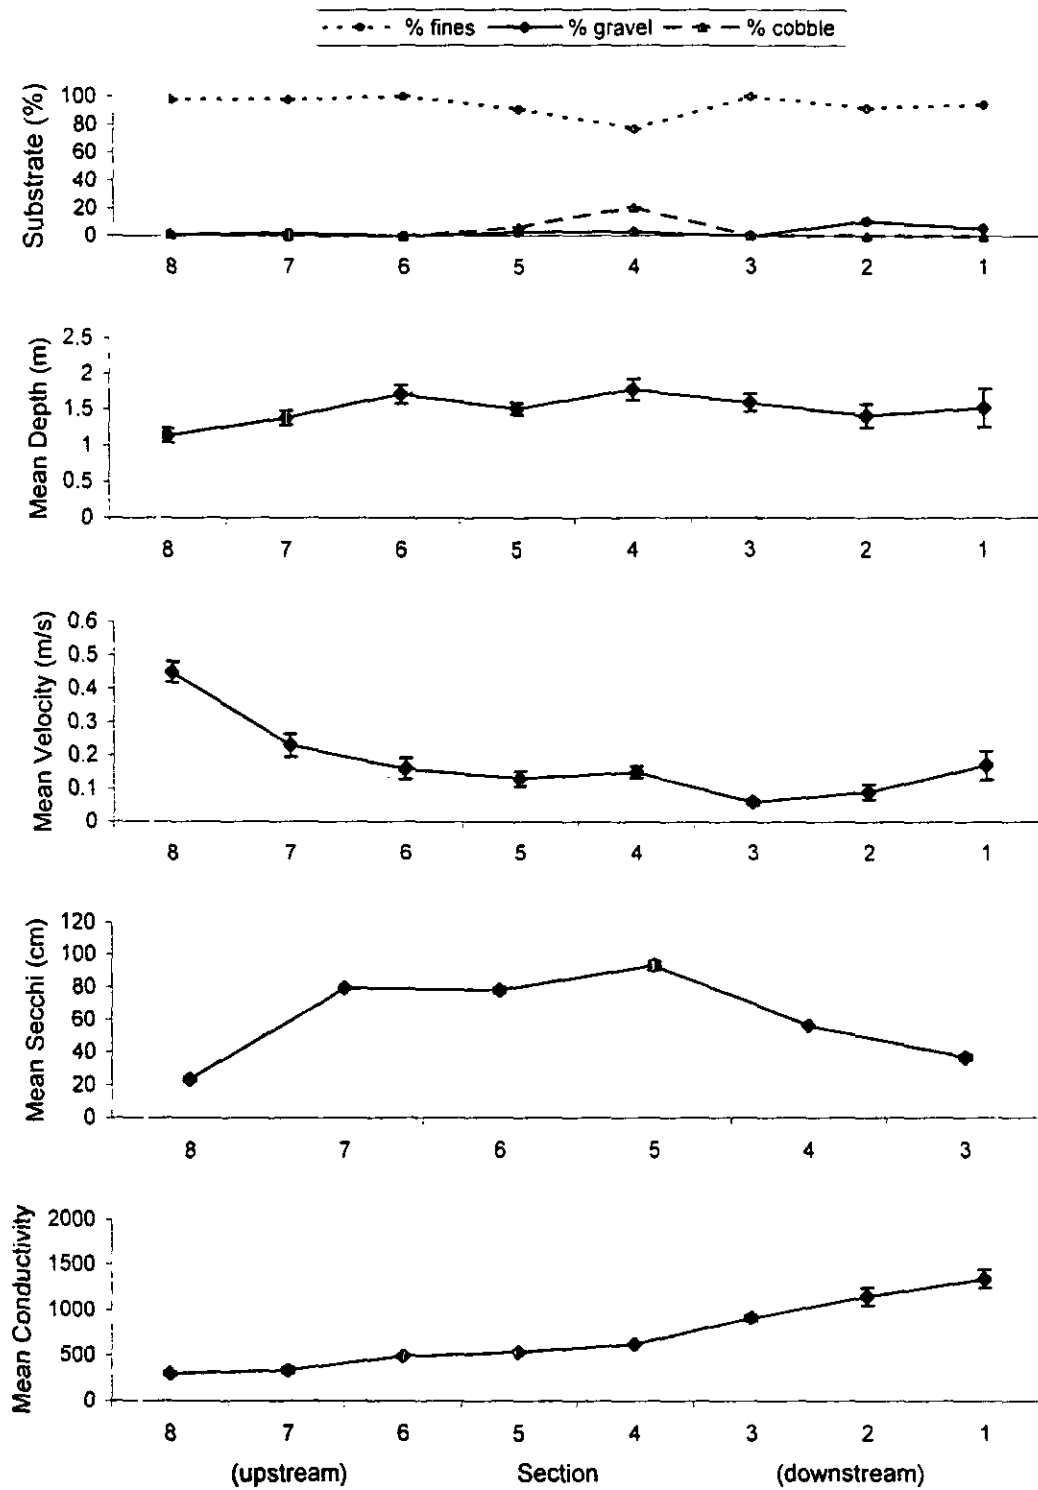 % fines % gravel % cobble
Substrate (%)
100
80
60
40
20
0
8 7 6 5 4 3 2 1
Mean Depth (m)
2.5
2
1.5
1
0.5
0
8 7 6 5 4 3 2 1
Mean Velocity (m/s)
0.6
0.5
0.4
0.3
0.2
0.1
0
8 7 6 5 4 3 2 1
Mean Secchi (cm)
120
100
80
60
40
20
0
8 7 6 5 4 3
Mean Conductivity
2000
1500
1000
500
0
8 7 6 5 4 3 2 1
(upstream) Section (downstream)